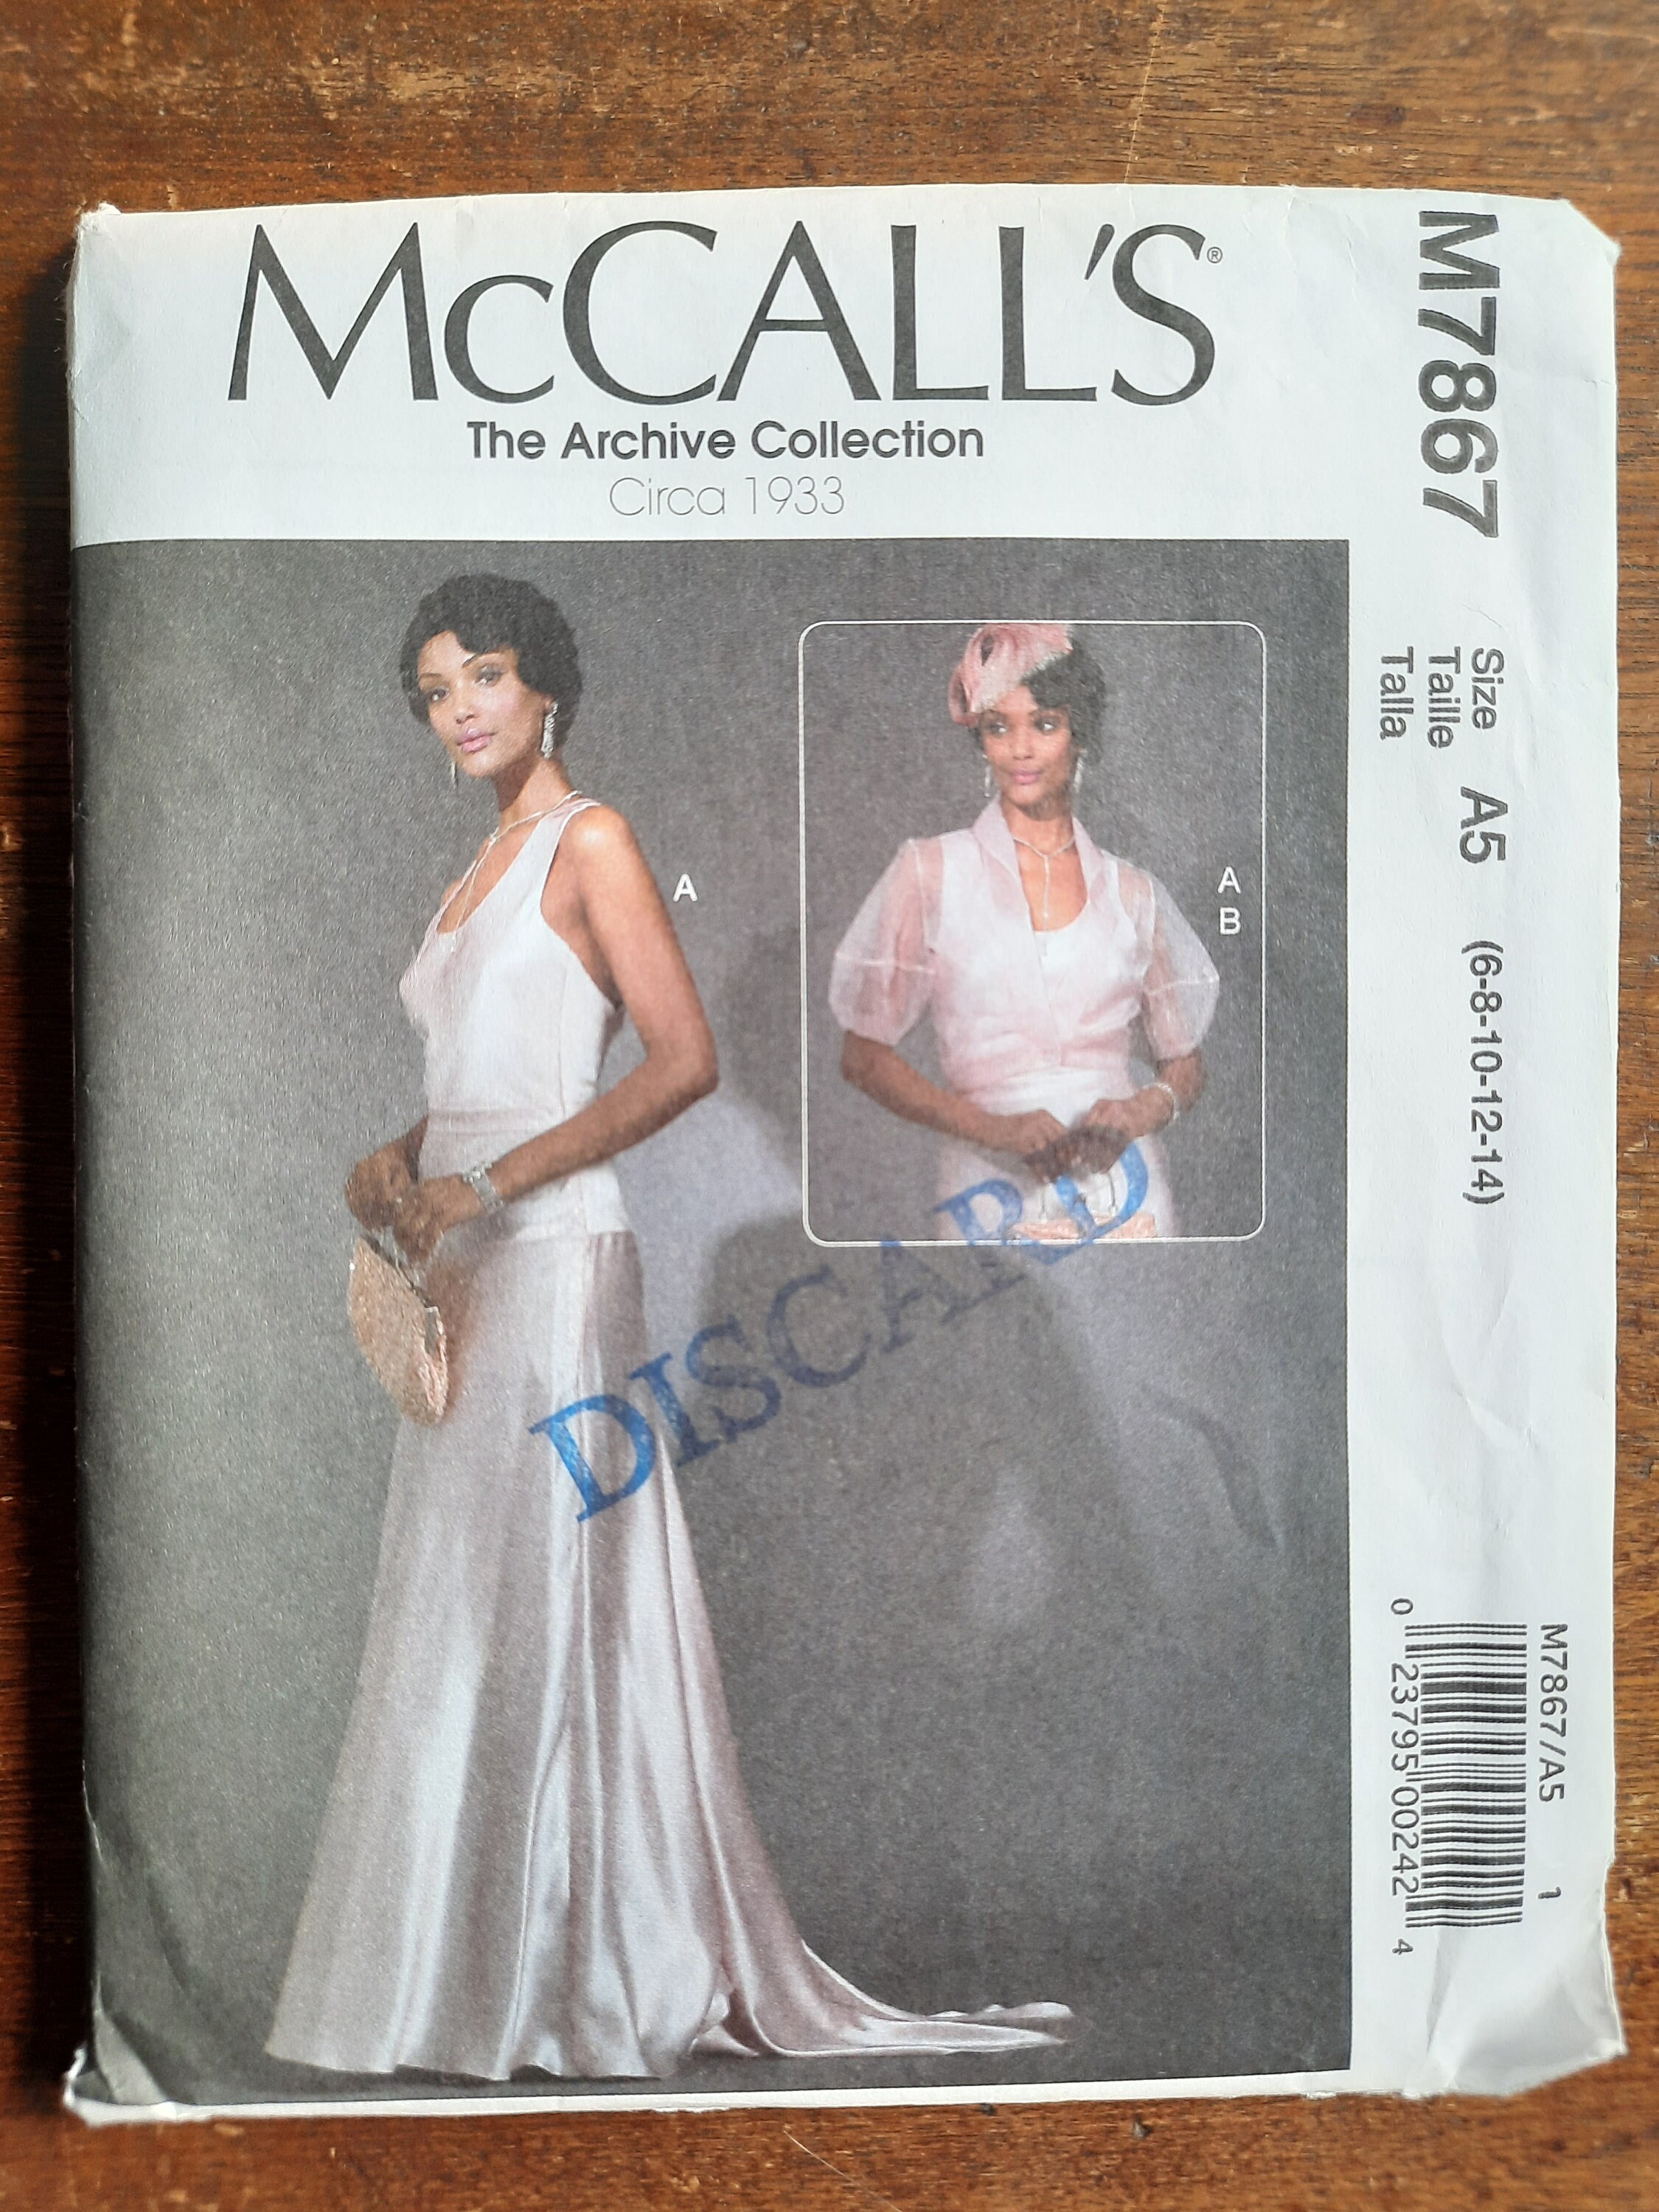 McCALL'S®
The Archive Collection
Circa 1933
M7867
Size
Taille
Talla
A5
(6-8-10-12-14)
A
A
B
DISCARD
M7867/A5
1
0 23795 00242 4